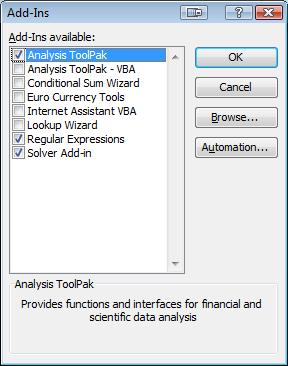 Add-Ins
Add-Ins available:
Analysis ToolPak
Analysis ToolPak - VBA
Conditional Sum Wizard
Euro Currency Tools
Internet Assistant VBA
Lookup Wizard
Regular Expressions
Solver Add-in
OK
Cancel
Browse...
Automation...
Analysis ToolPak
Provides functions and interfaces for financial and
scientific data analysis